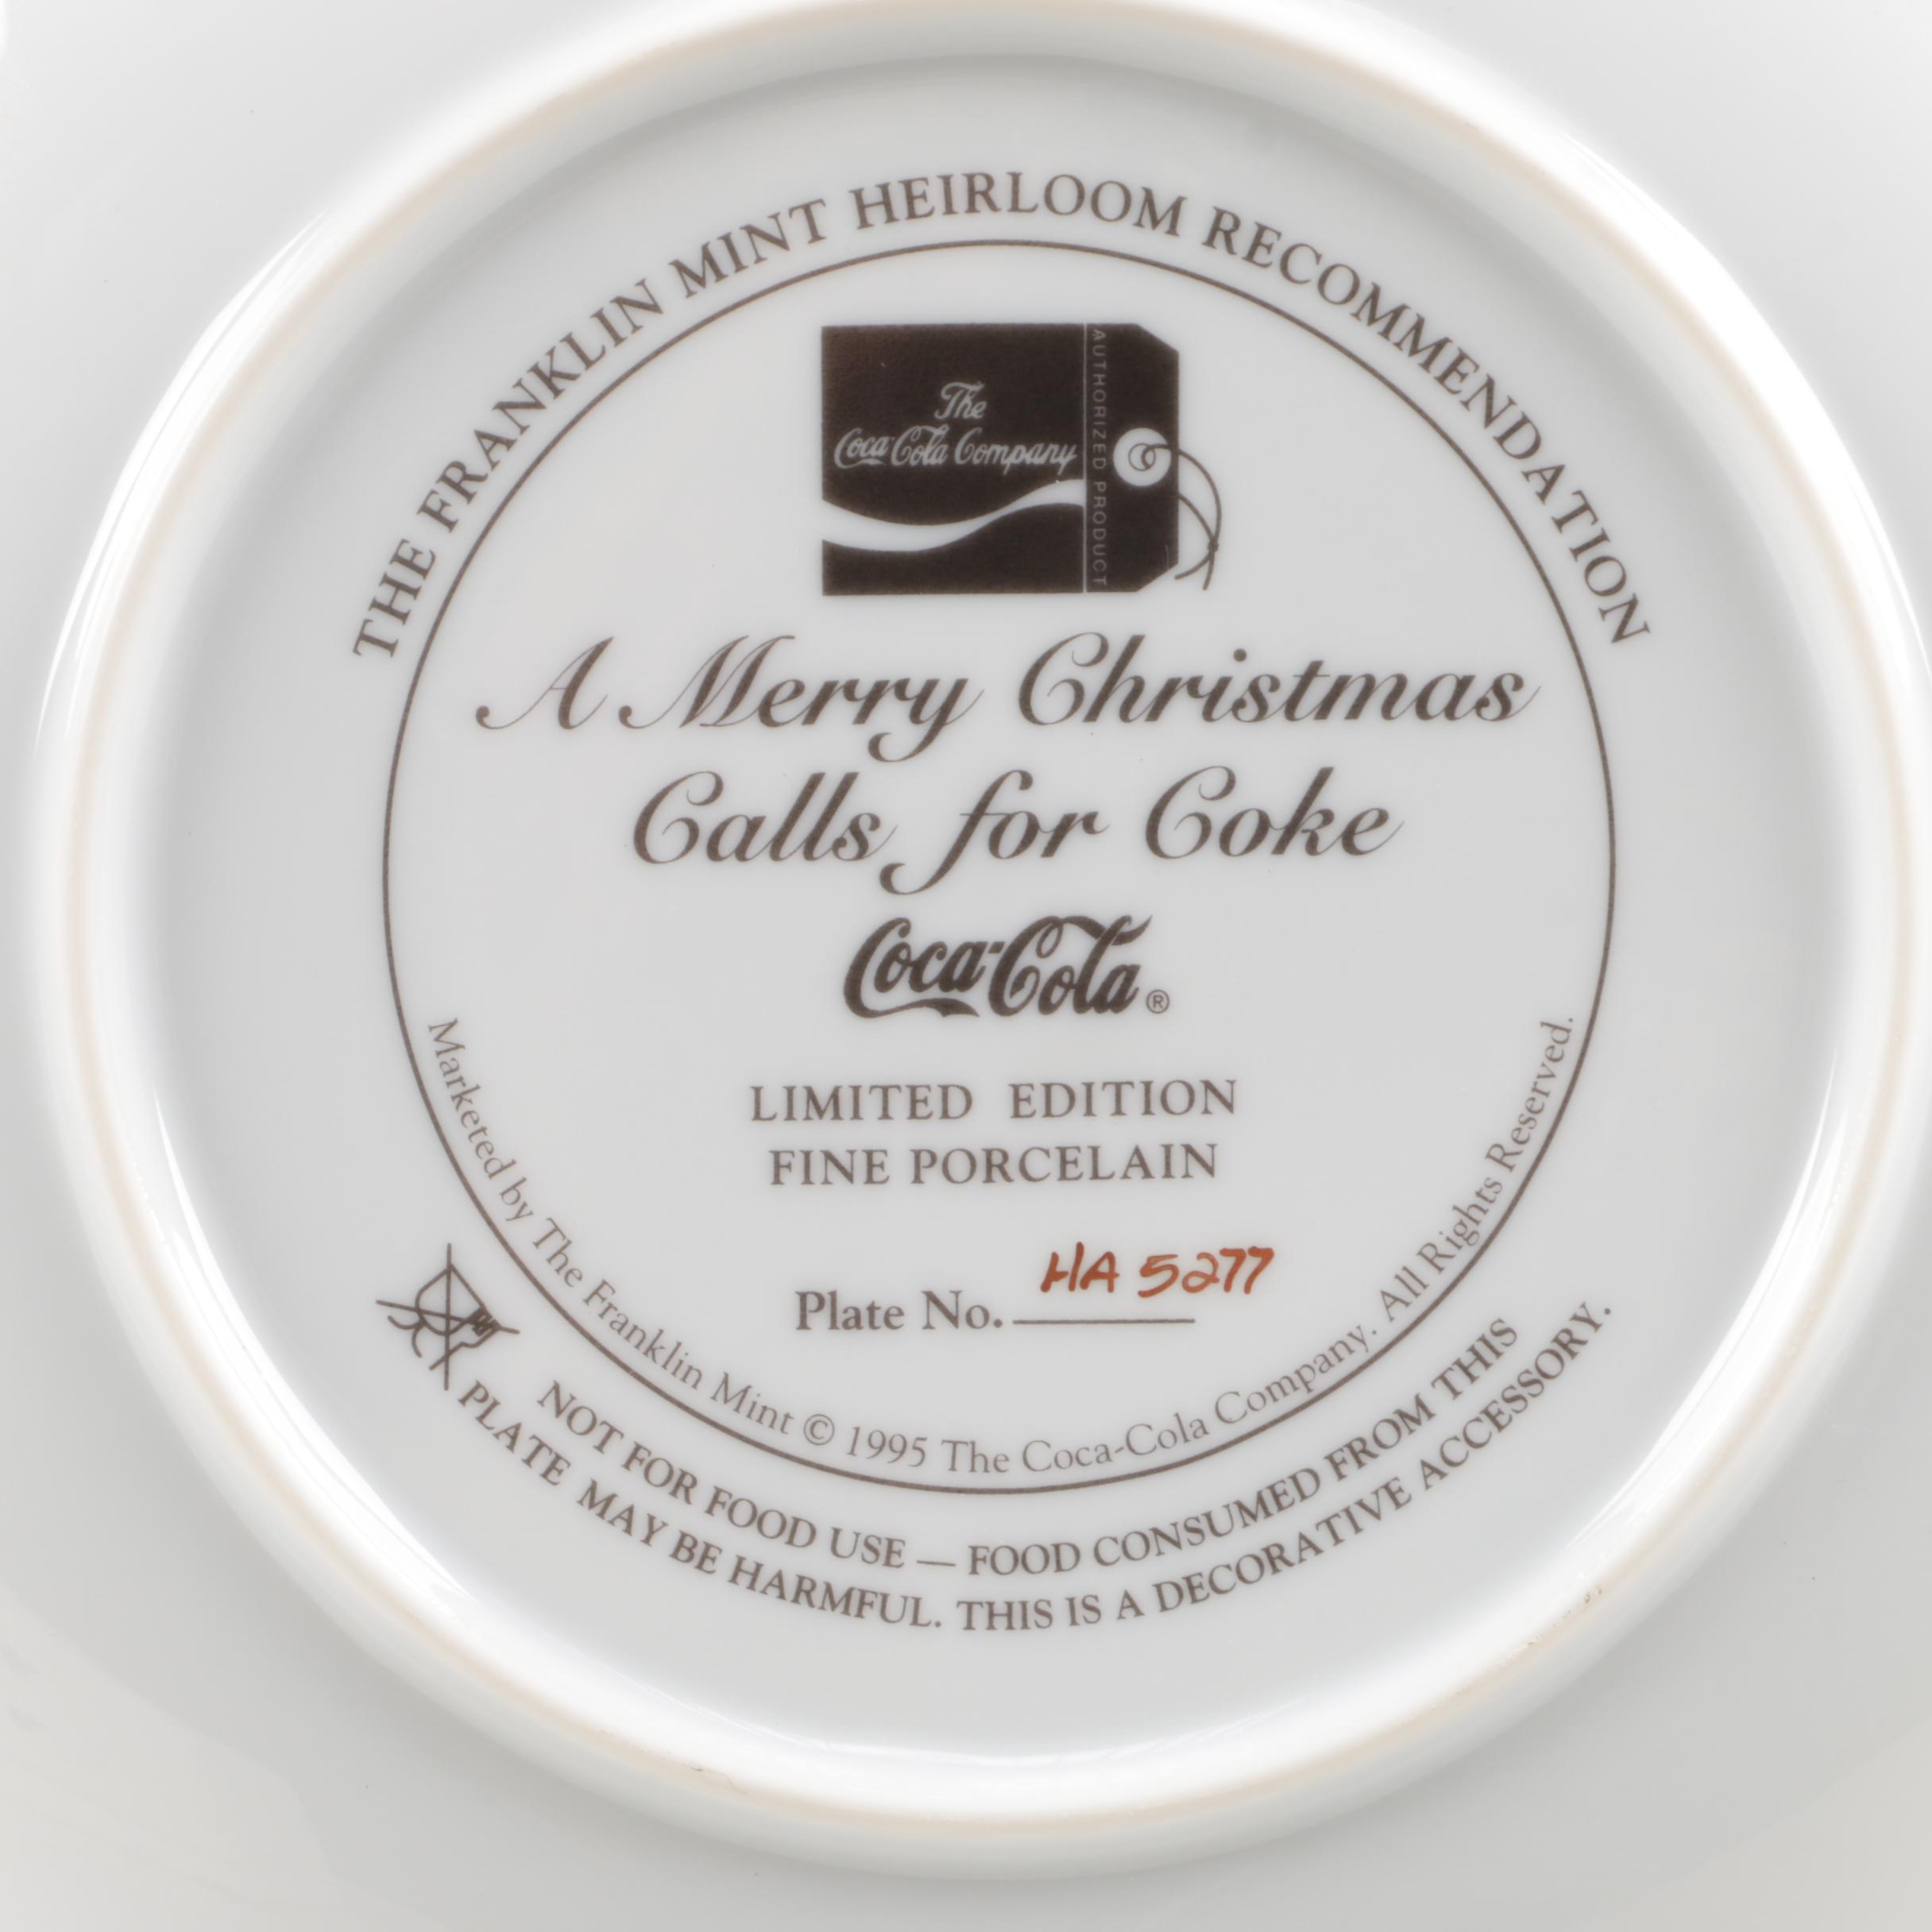 THE FRANKLIN MINT HEIRLOOM RECOMMENDATION
The
Coca-Cola Company
AUTHORIZED PRODUCT
A Merry Christmas
Calls for Coke
Coca-Cola®
LIMITED EDITION
FINE PORCELAIN
Plate No. HA 5277
Marketed by The Franklin Mint © 1995 The Coca-Cola Company. All Rights Reserved.
NOT FOR FOOD USE — FOOD CONSUMED FROM THIS
PLATE MAY BE HARMFUL. THIS IS A DECORATIVE ACCESSORY.